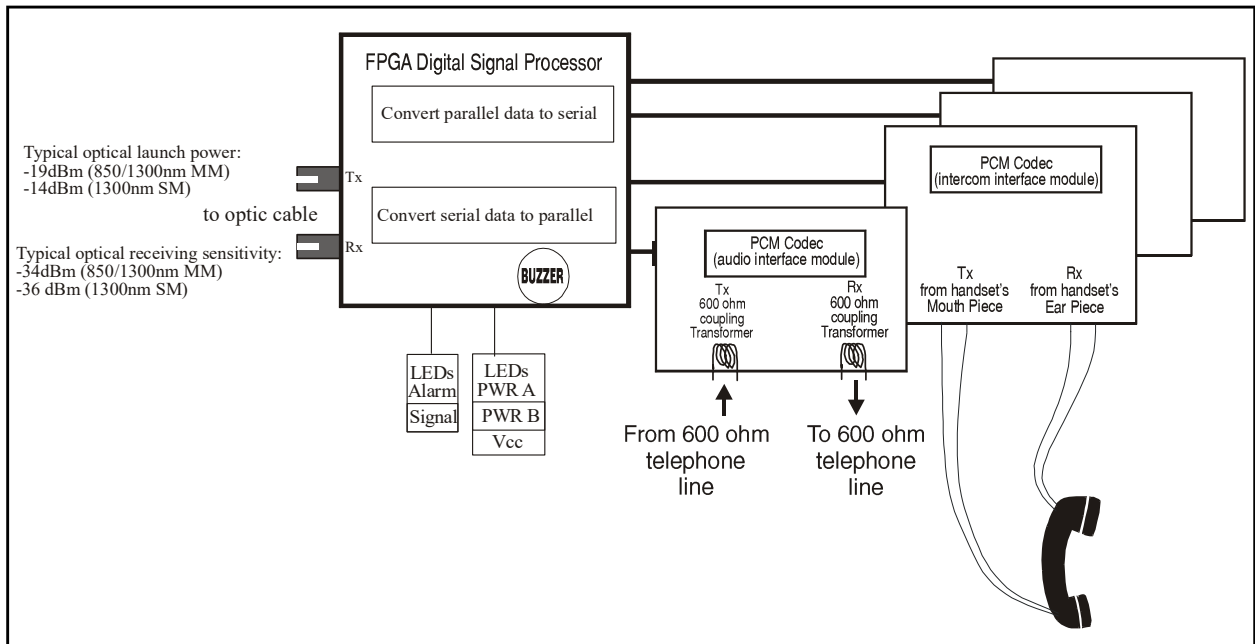 FPGA Digital Signal Processor
Convert parallel data to serial
Convert serial data to parallel
BUZZER
Typical optical launch power:
-19dBm (850/1300nm MM)
-14dBm (1300nm SM)
Tx
to optic cable
Rx
Typical optical receiving sensitivity:
-34dBm (850/1300nm MM)
-36 dBm (1300nm SM)
LEDs
Alarm
Signal
LEDs
PWR A
PWR B
Vcc
PCM Codec
(audio interface module)
Tx
600 ohm
coupling
Transformer
Rx
600 ohm
coupling
Transformer
From 600 ohm
telephone
line
To 600 ohm
telephone
line
PCM Codec
(intercom interface module)
Tx
from handset's
Mouth Piece
Rx
from handset's
Ear Piece